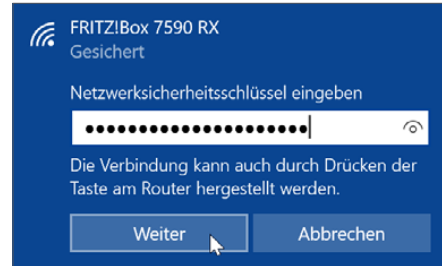 FRITZ!Box 7590 RX
Gesichert
Netzwerksicherheitsschlüssel eingeben
●●●●●●●●●●●●●●●●●●●●●
Die Verbindung kann auch durch Drücken der
Taste am Router hergestellt werden.
Weiter
Abbrechen